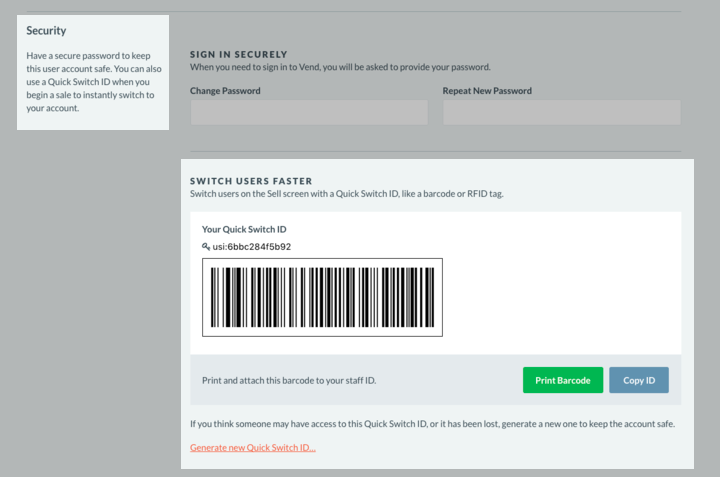 Security
Have a secure password to keep
this user account safe. You can also
use a Quick Switch ID when you
begin a sale to instantly switch to
your account.
SIGN IN SECURELY
When you need to sign in to Vend, you will be asked to provide your password.
Change Password
Repeat New Password
SWITCH USERS FASTER
Switch users on the Sell screen with a Quick Switch ID, like a barcode or RFID tag.
Your Quick Switch ID
usi:6bbc284f5b92
Print and attach this barcode to your staff ID.
Print Barcode
Copy ID
If you think someone may have access to this Quick Switch ID, or it has been lost, generate a new one to keep the account safe.
Generate new Quick Switch ID...